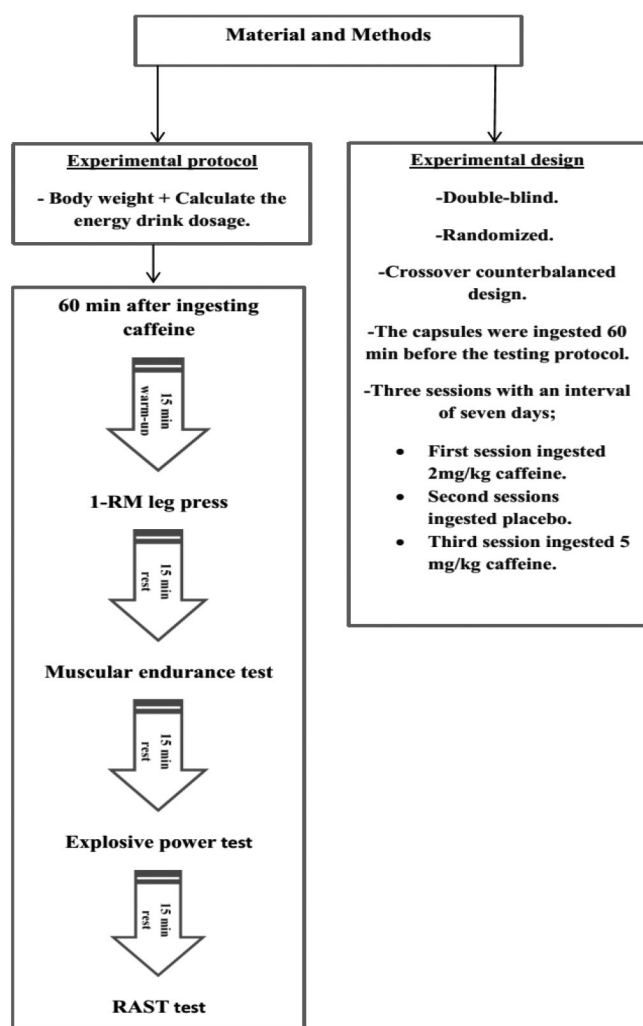 Material and Methods
Experimental protocol
- Body weight + Calculate the
energy drink dosage.
60 min after ingesting
caffeine
15 min
warm-up
1-RM leg press
15 min
rest
Muscular endurance test
15 min
rest
Explosive power test
15 min
rest
RAST test
Experimental design
-Double-blind.
-Randomized.
-Crossover counterbalanced
design.
-The capsules were ingested 60
min before the testing protocol.
-Three sessions with an interval
of seven days;
• First session ingested
2mg/kg caffeine.
• Second sessions
ingested placebo.
• Third session ingested 5
mg/kg caffeine.